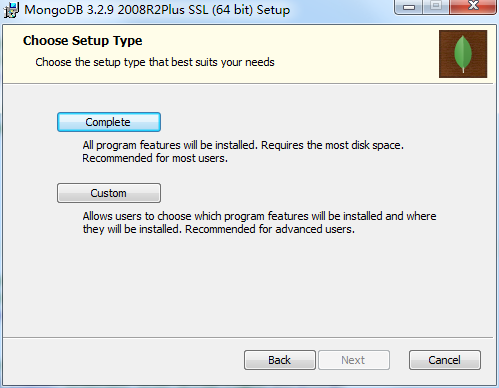 MongoDB 3.2.9 2008R2Plus SSL (64 bit) Setup
Choose Setup Type
Choose the setup type that best suits your needs
Complete
All program features will be installed. Requires the most disk space.
Recommended for most users.
Custom
Allows users to choose which program features will be installed and where
they will be installed. Recommended for advanced users.
Back
Next
Cancel